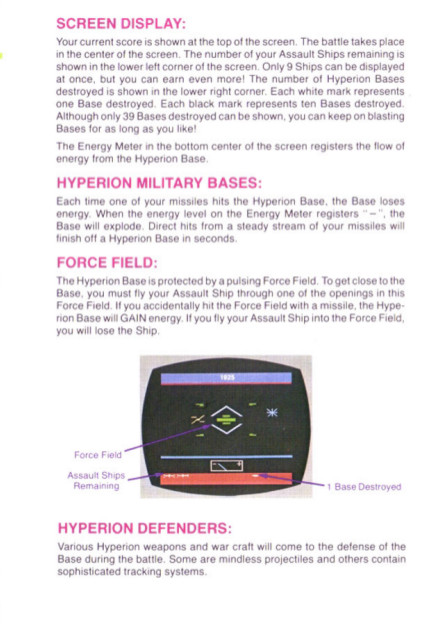 SCREEN DISPLAY:
Your current score is shown at the top of the screen. The battle takes place
in the center of the screen. The number of your Assault Ships remaining is
shown in the lower left corner of the screen. Only 9 Ships can be displayed
at once, but you can earn even more! The number of Hyperion Bases
destroyed is shown in the lower right corner. Each white mark represents
one Base destroyed. Each black mark represents ten Bases destroyed.
Although only 39 Bases destroyed can be shown, you can keep on blasting
Bases for as long as you like!
The Energy Meter in the bottom center of the screen registers the flow of
energy from the Hyperion Base.
HYPERION MILITARY BASES:
Each time one of your missiles hits the Hyperion Base, the Base loses
energy. When the energy level on the Energy Meter registers "–", the
Base will explode. Direct hits from a steady stream of your missiles will
finish off a Hyperion Base in seconds.
FORCE FIELD:
The Hyperion Base is protected by a pulsing Force Field. To get close to the
Base, you must fly your Assault Ship through one of the openings in this
Force Field. If you accidentally hit the Force Field with a missile, the Hype-
rion Base will GAIN energy. If you fly your Assault Ship into the Force Field,
you will lose the Ship.
1925
- +
Force Field
Assault Ships
Remaining
1 Base Destroyed
HYPERION DEFENDERS:
Various Hyperion weapons and war craft will come to the defense of the
Base during the battle. Some are mindless projectiles and others contain
sophisticated tracking systems.